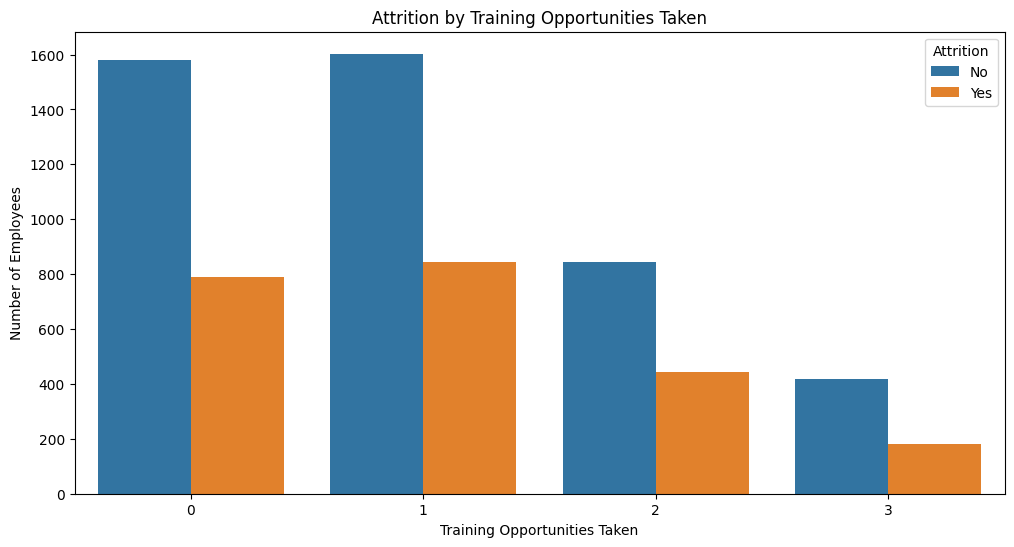 Attrition by Training Opportunities Taken
Attrition
No
Yes
Number of Employees
1600
1400
1200
1000
800
600
400
200
0
0 1 2 3
Training Opportunities Taken